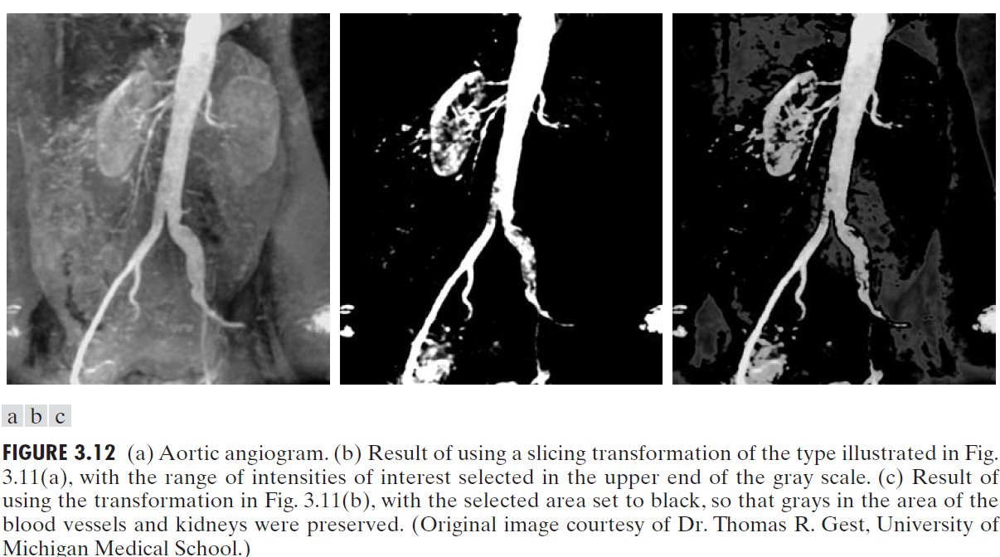 a b c
FIGURE 3.12 (a) Aortic angiogram. (b) Result of using a slicing transformation of the type illustrated in Fig.
3.11(a), with the range of intensities of interest selected in the upper end of the gray scale. (c) Result of
using the transformation in Fig. 3.11(b), with the selected area set to black, so that grays in the area of the
blood vessels and kidneys were preserved. (Original image courtesy of Dr. Thomas R. Gest, University of
Michigan Medical School.)